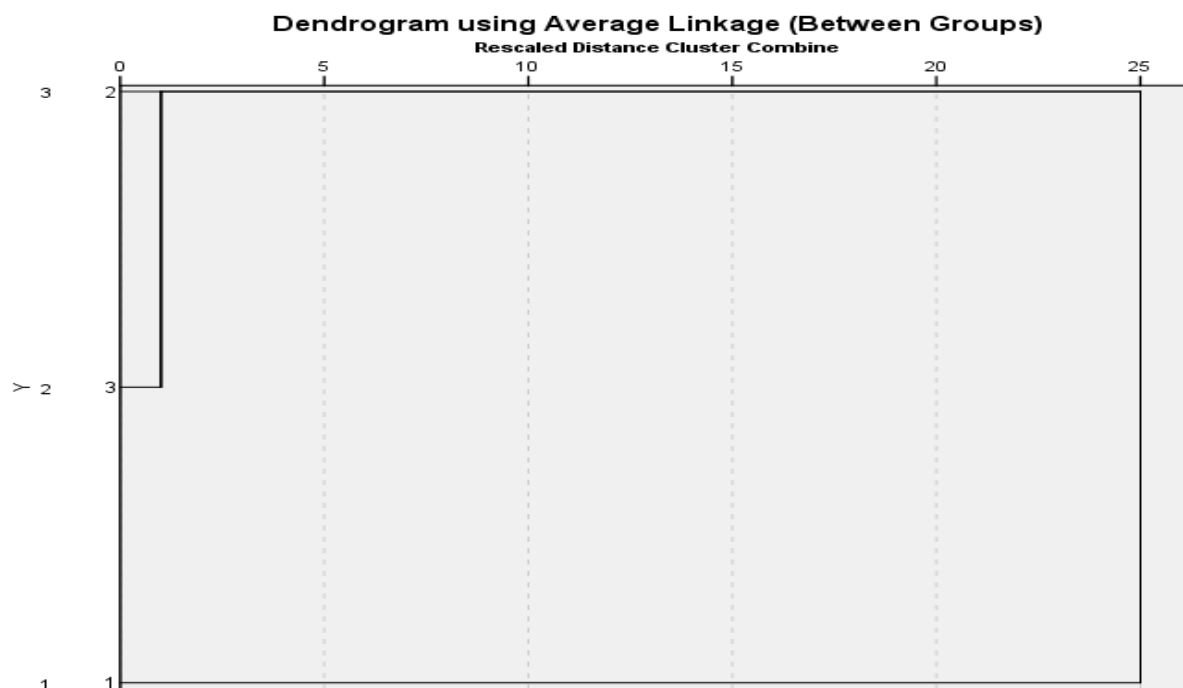 Dendrogram using Average Linkage (Between Groups)
Rescaled Distance Cluster Combine
0 5 10 15 20 25
3 2
Y 2 3
1 1